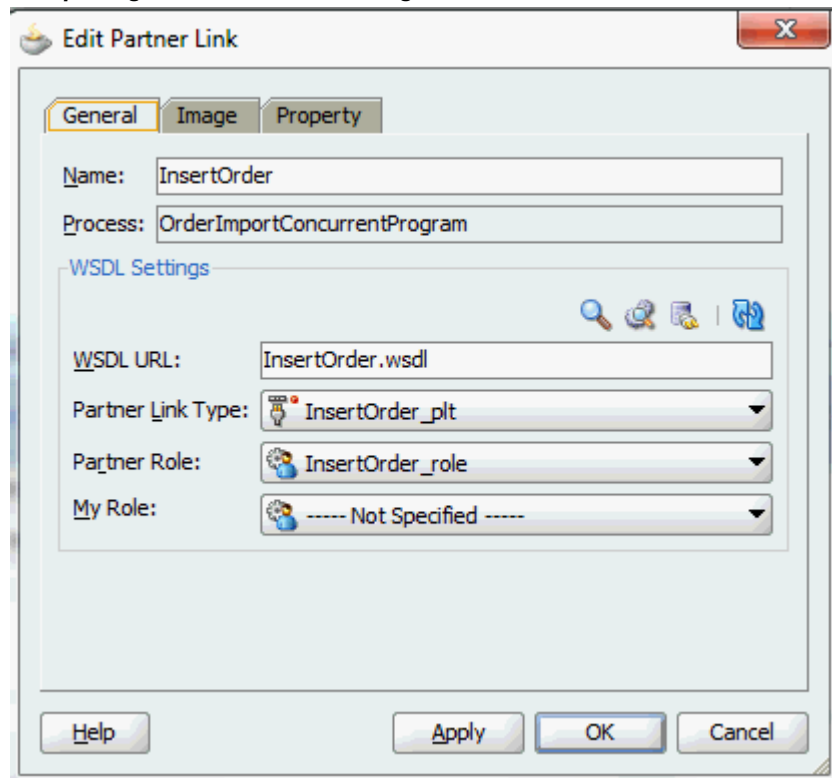 Edit Partner Link
General Image Property
Name: InsertOrder
Process: OrderImportConcurrentProgram
WSDL Settings
WSDL URL: InsertOrder.wsdl
Partner Link Type: InsertOrder_plt
Partner Role: InsertOrder_role
My Role: ----- Not Specified -----
Help Apply OK Cancel